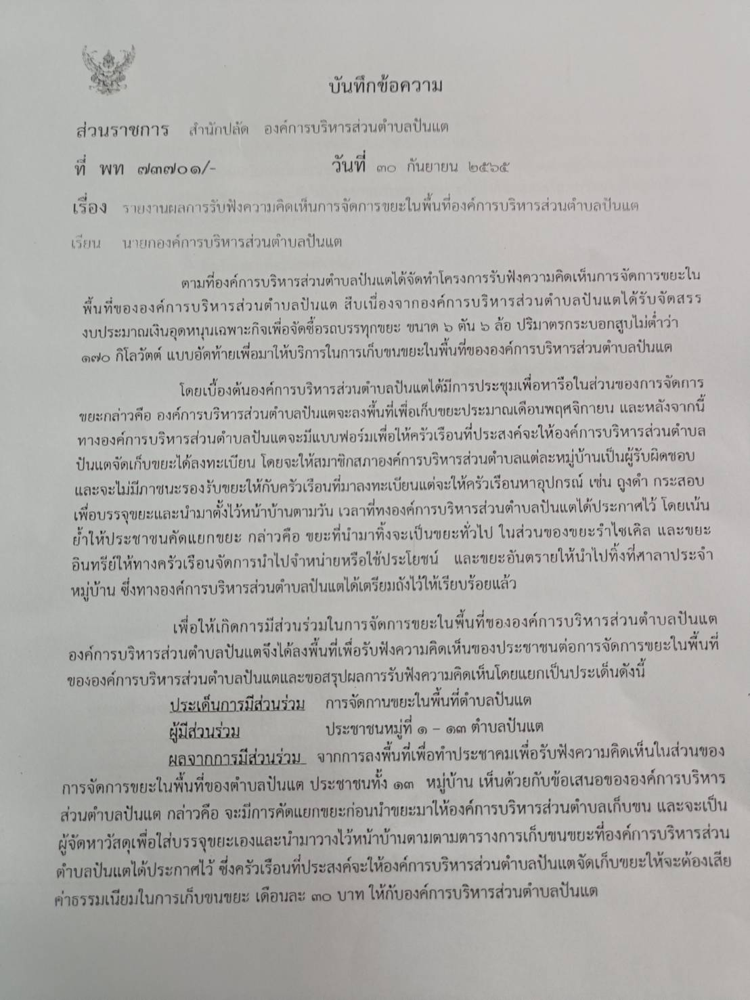 บันทึกข้อความ
ส่วนราชการ สำนักปลัด องค์การบริหารส่วนตำบลปันแต
ที่ พท ๗๓๗๐๑/- วันที่ ๓๐ กันยายน ๒๕๖๕
เรื่อง รายงานผลการรับฟังความคิดเห็นการจัดการขยะในพื้นที่องค์การบริหารส่วนตำบลปันแต
เรียน นายกองค์การบริหารส่วนตำบลปันแต
ตามที่องค์การบริหารส่วนตำบลปันแตได้จัดทำโครงการรับฟังความคิดเห็นการจัดการขยะใน
พื้นที่ขององค์การบริหารส่วนตำบลปันแต สืบเนื่องจากองค์การบริหารส่วนตำบลปันแตได้รับจัดสรร
งบประมาณเงินอุดหนุนเฉพาะกิจเพื่อจัดซื้อรถบรรทุกขยะ ขนาด ๖ ตัน ๖ ล้อ ปริมาตรกระบอกสูบไม่ต่ำว่า
๑๗๐ กิโลวัตต์ แบบอัดท้ายเพื่อมาให้บริการในการเก็บขนขยะในพื้นที่ขององค์การบริหารส่วนตำบลปันแต
โดยเบื้องต้นองค์การบริหารส่วนตำบลปันแตได้มีการประชุมเพื่อหารือในส่วนของการจัดการ
ขยะกล่าวคือ องค์การบริหารส่วนตำบลปันแตจะลงพื้นที่เพื่อเก็บขยะประมาณเดือนพฤศจิกายน และหลังจากนี้
ทางองค์การบริหารส่วนตำบลปันแตจะมีแบบฟอร์มเพื่อให้ครัวเรือนที่ประสงค์จะให้องค์การบริหารส่วนตำบล
ปันแตจัดเก็บขยะได้ลงทะเบียน โดยจะให้สมาชิกสภาองค์การบริหารส่วนตำบลแต่ละหมู่บ้านเป็นผู้รับผิดชอบ
และจะไม่มีภาชนะรองรับขยะให้กับครัวเรือนที่มาลงทะเบียนแต่จะให้ครัวเรือนหาอุปกรณ์ เช่น ถูงดำ กระสอบ
เพื่อบรรจุขยะและนำมาตั้งไว้หน้าบ้านตามวัน เวลาที่ทงองค์การบริหารส่วนตำบลปันแตได้ประกาศไว้ โดยเน้น
ย้ำให้ประชาชนคัดแยกขยะ กล่าวคือ ขยะที่นำมาทิ้งจะเป็นขยะทั่วไป ในส่วนของขยะรำไซเคิล และขยะ
อินทรีย์ให้ทางครัวเรือนจัดการนำไปจำหน่ายหรือใช้ประโยชน์ และขยะอันตรายให้นำไปทิ้งที่ศาลาประจำ
หมู่บ้าน ซึ่งทางองค์การบริหารส่วนตำบลปันแตได้เตรียมถังไว้ให้เรียบร้อยแล้ว
เพื่อให้เกิดการมีส่วนร่วมในการจัดการขยะในพื้นที่ขององค์การบริหารส่วนตำบลปันแต
องค์การบริหารส่วนตำบลปันแตจึงได้ลงพื้นที่เพื่อรับฟังความคิดเห็นของประชาชนต่อการจัดการขยะในพื้นที่
ขององค์การบริหารส่วนตำบลปันแตและขอสรุปผลการรับฟังความคิดเห็นโดยแยกเป็นประเด็นดังนี้
ประเด็นการมีส่วนร่วม การจัดกานขยะในพื้นที่ตำบลปันแต
ผู้มีส่วนร่วม ประชาชนหมู่ที่ ๑ - ๑๓ ตำบลปันแต
ผลจากการมีส่วนร่วม จากการลงพื้นที่เพื่อทำประชาคมเพื่อรับฟังความคิดเห็นในส่วนของ
การจัดการขยะในพื้นที่ของตำบลปันแต ประชาชนทั้ง ๑๓ หมู่บ้าน เห็นด้วยกับข้อเสนอขององค์การบริหาร
ส่วนตำบลปันแต กล่าวคือ จะมีการคัดแยกขยะก่อนนำขยะมาให้องค์การบริหารส่วนตำบลเก็บขน และจะเป็น
ผู้จัดหาวัสดุเพื่อใส่บรรจุขยะเองและนำมาวางไว้หน้าบ้านตามตามตารางการเก็บขนขยะที่องค์การบริหารส่วน
ตำบลปันแตได้ประกาศไว้ ซึ่งครัวเรือนที่ประสงค์จะให้องค์การบริหารส่วนตำบลปันแตจัดเก็บขยะให้จะต้องเสีย
ค่าธรรมเนียมในการเก็บขนขยะ เดือนละ ๓๐ บาท ให้กับองค์การบริหารส่วนตำบลปันแต